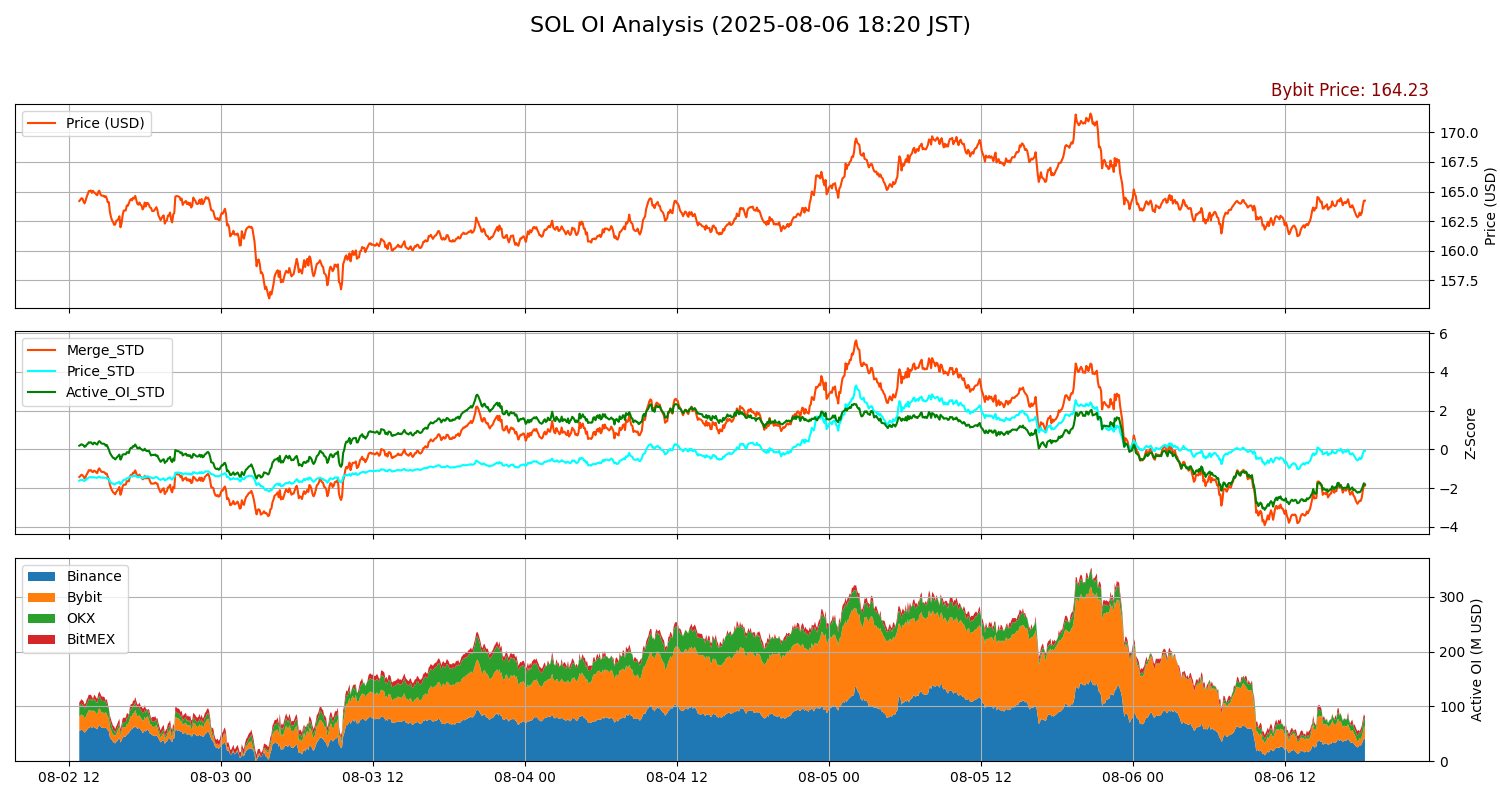 SOL OI Analysis (2025-08-06 18:20 JST)
Bybit Price: 164.23
Price (USD)
170.0
167.5
165.0
162.5
160.0
157.5
Price (USD)
Merge_STD
Price_STD
Active_OI_STD
6
4
2
0
−2
−4
Z-Score
Binance
Bybit
OKX
BitMEX
300
200
100
0
Active OI (M USD)
08-02 12
08-03 00
08-03 12
08-04 00
08-04 12
08-05 00
08-05 12
08-06 00
08-06 12